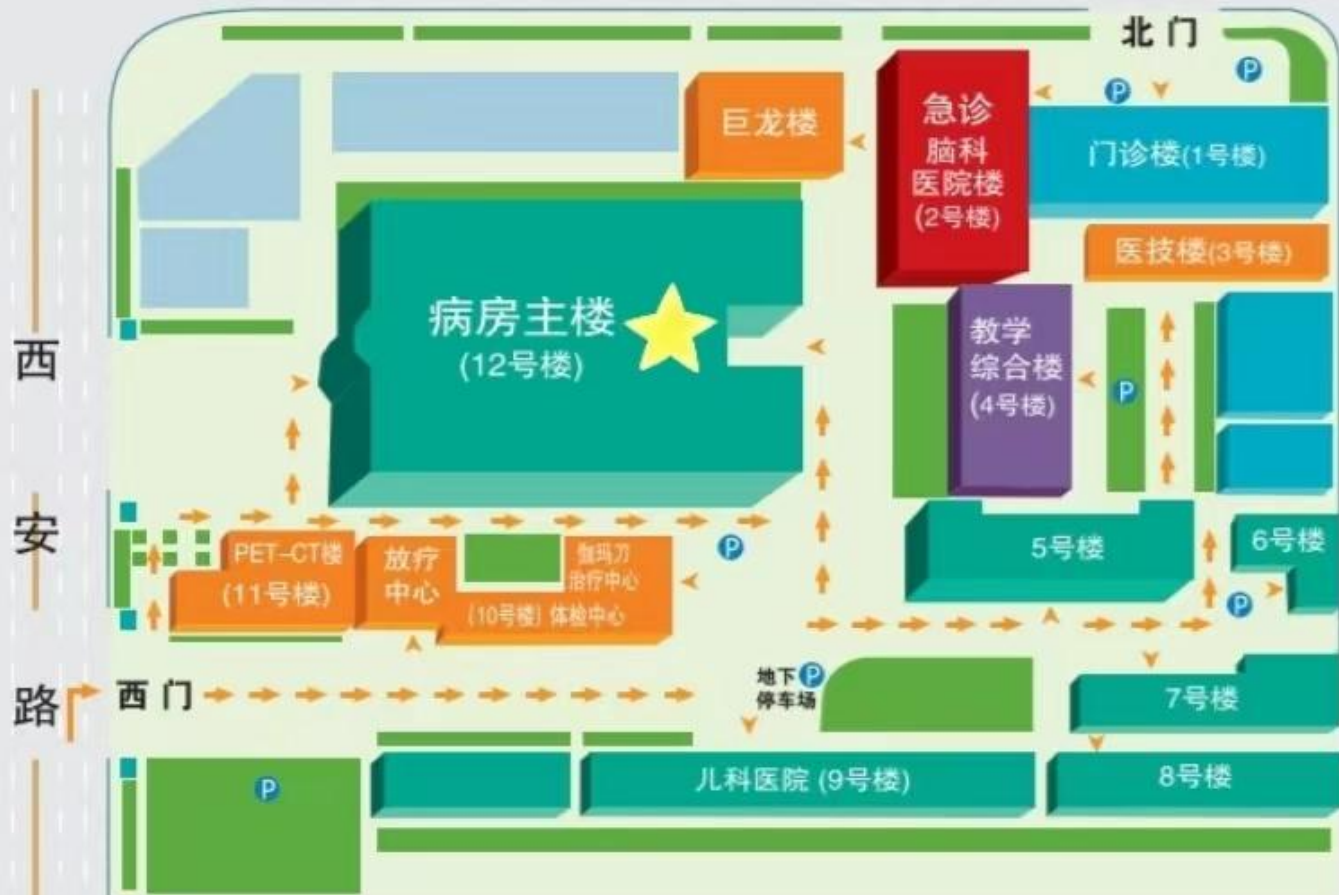 北门
P
P
巨龙楼
急诊
脑科
医院楼
(2号楼)
门诊楼(1号楼)
医技楼(3号楼)
病房主楼
(12号楼)
教学
综合楼
(4号楼)
P
西
安
路
PET-CT楼
(11号楼)
放疗
中心
伽玛刀
治疗中心
(10号楼) 体检中心
P
5号楼
6号楼
P
西门
地下
停车场
P
7号楼
P
儿科医院 (9号楼)
8号楼